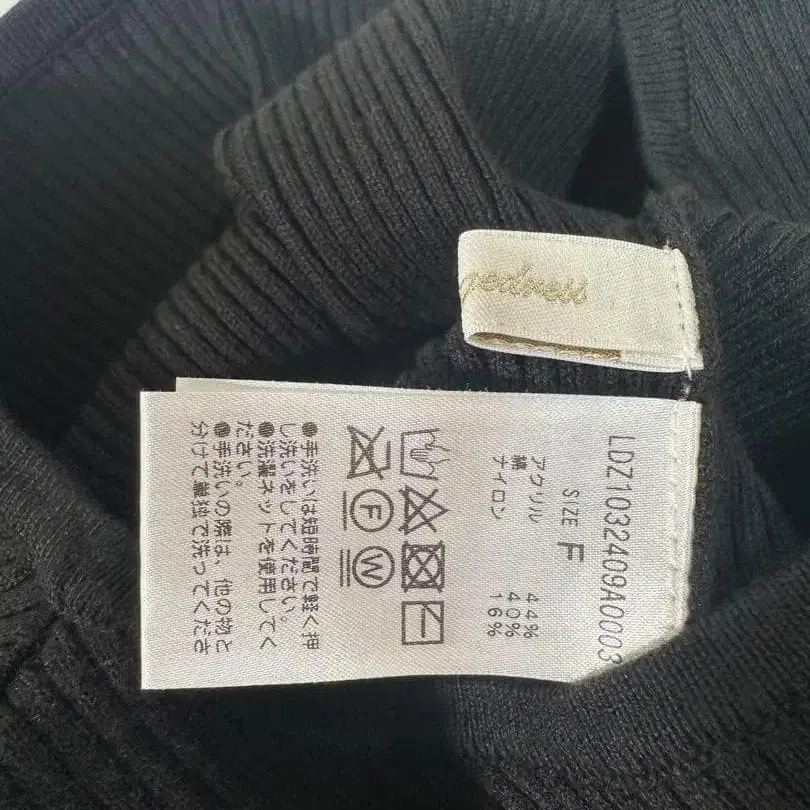 gedress
LDZ1032409A0003
SIZE F
アクリル 44%
綿 40%
ナイロン 16%
F W
●手洗いは短時間で軽く押
し洗いをしてください。
●洗濯ネットを使用してく
ださい。
●手洗いの際は、他の物と
分けて単独で洗ってくださ